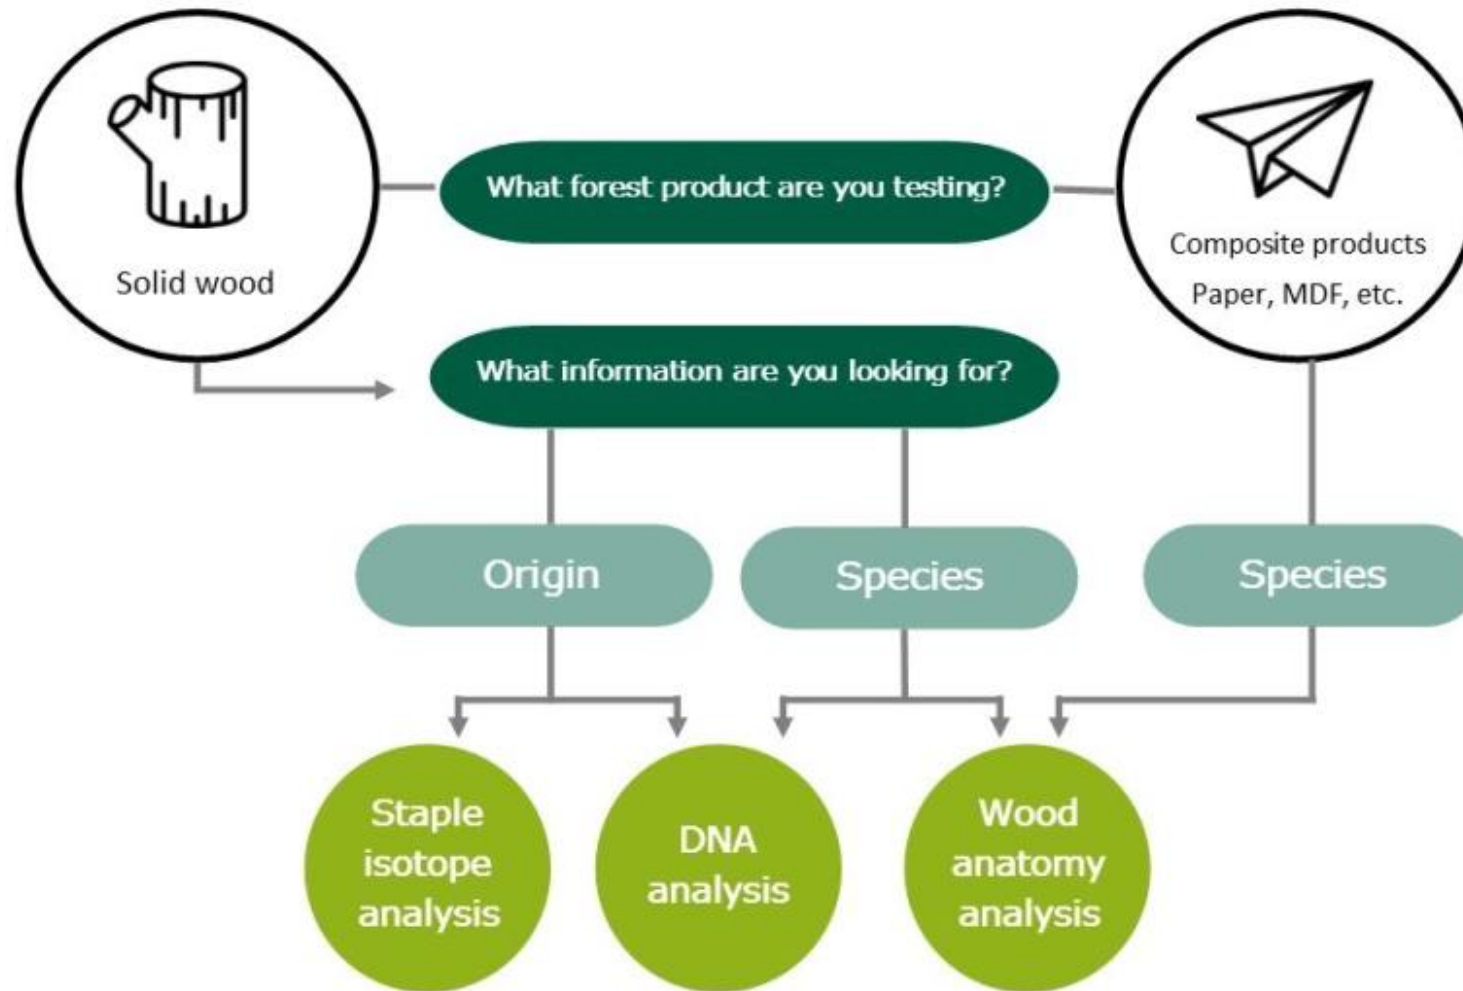 What forest product are you testing?
Solid wood
Composite products
Paper, MDF, etc.
What information are you looking for?
Origin
Species
Species
Staple
isotope
analysis
DNA
analysis
Wood
anatomy
analysis